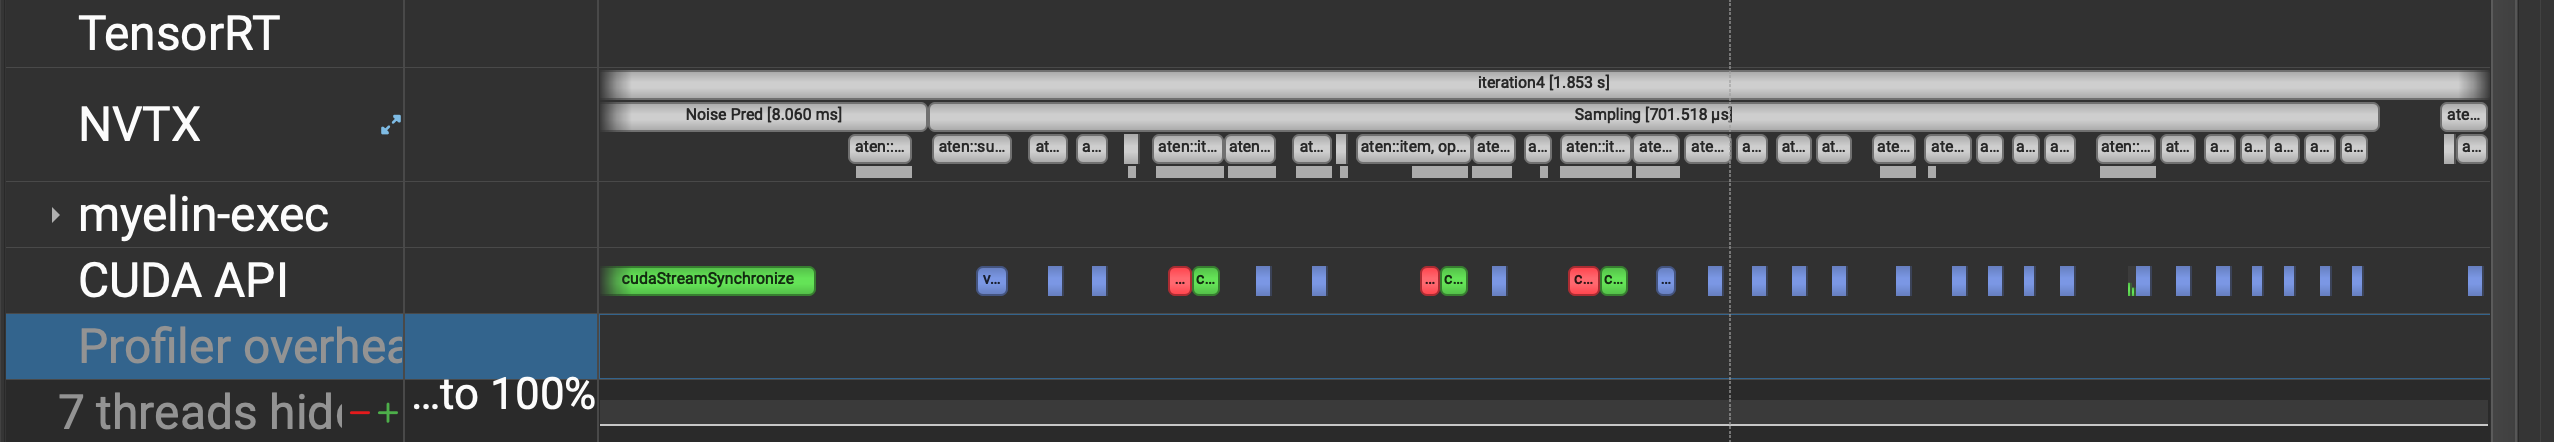 TensorRT
iteration4 [1.853 s]
NVTX
Noise Pred [8.060 ms] Sampling [701.518 µs] ate...
aten::... aten::su... at... a... aten::it... aten... at... aten::item, op... ate... a... aten::it... ate... ate... a... at... at... ate... ate... a... a... a... aten::... at... a... a... a... a... a... a...
myelin-exec
CUDA API
cudaStreamSynchronize v... ... c... ... c... c... c... ...
Profiler overhea
7 threads hid
...to 100%